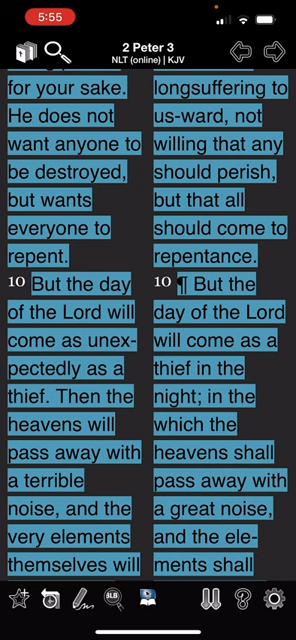 5:55
2 Peter 3
NLT (online) | KJV
for your sake.
He does not
want anyone to
be destroyed,
but wants
everyone to
repent.
10 But the day
of the Lord will
come as unex-
pectedly as a
thief. Then the
heavens will
pass away with
a terrible
noise, and the
very elements
themselves will
longsuffering to
us-ward, not
willing that any
should perish,
but that all
should come to
repentance.
10 ¶ But the
day of the Lord
will come as a
thief in the
night; in the
which the
heavens shall
pass away with
a great noise,
and the ele-
ments shall
SLB